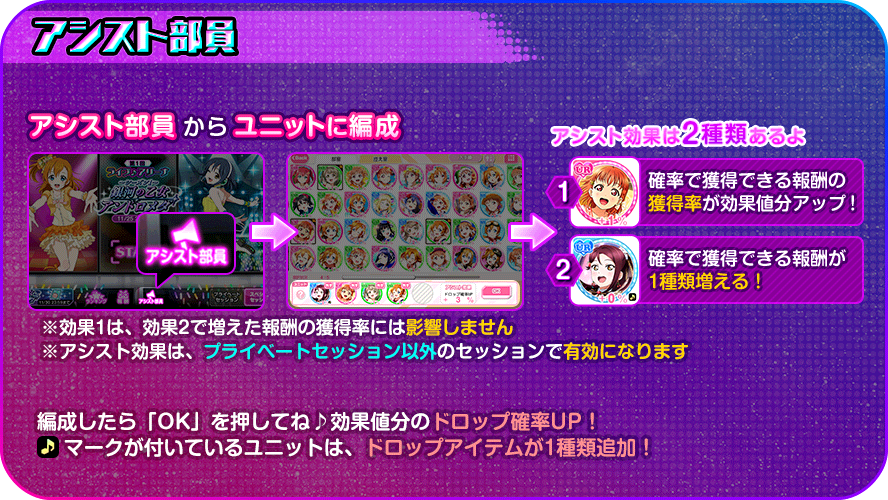 アシスト部員
アシスト部員 から ユニットに編成
アシスト効果は2種類あるよ
アシスト部員
OK
1
UR
確率で獲得できる報酬の
獲得率が効果値分アップ！
2
UR
+0%
確率で獲得できる報酬が
1種類増える！
※効果1は、効果2で増えた報酬の獲得率には影響しません
※アシスト効果は、プライベートセッション以外のセッションで有効になります
編成したら「OK」を押してね♪効果値分のドロップ確率UP！
♪マークが付いているユニットは、ドロップアイテムが1種類追加！